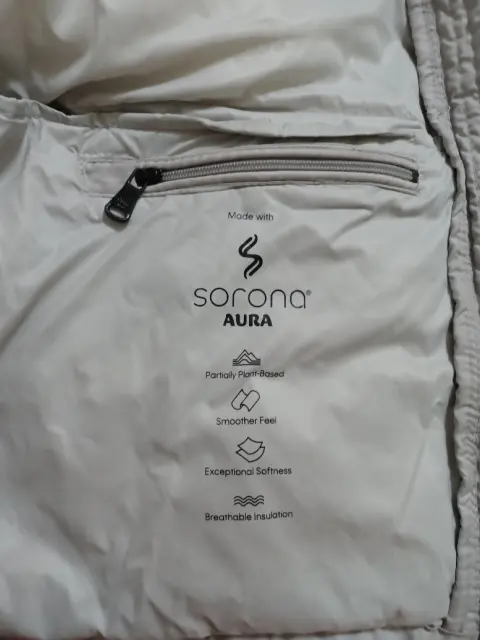 Made with
sorona®
AURA
Partially Plant-Based
Smoother Feel
Exceptional Softness
Breathable Insulation